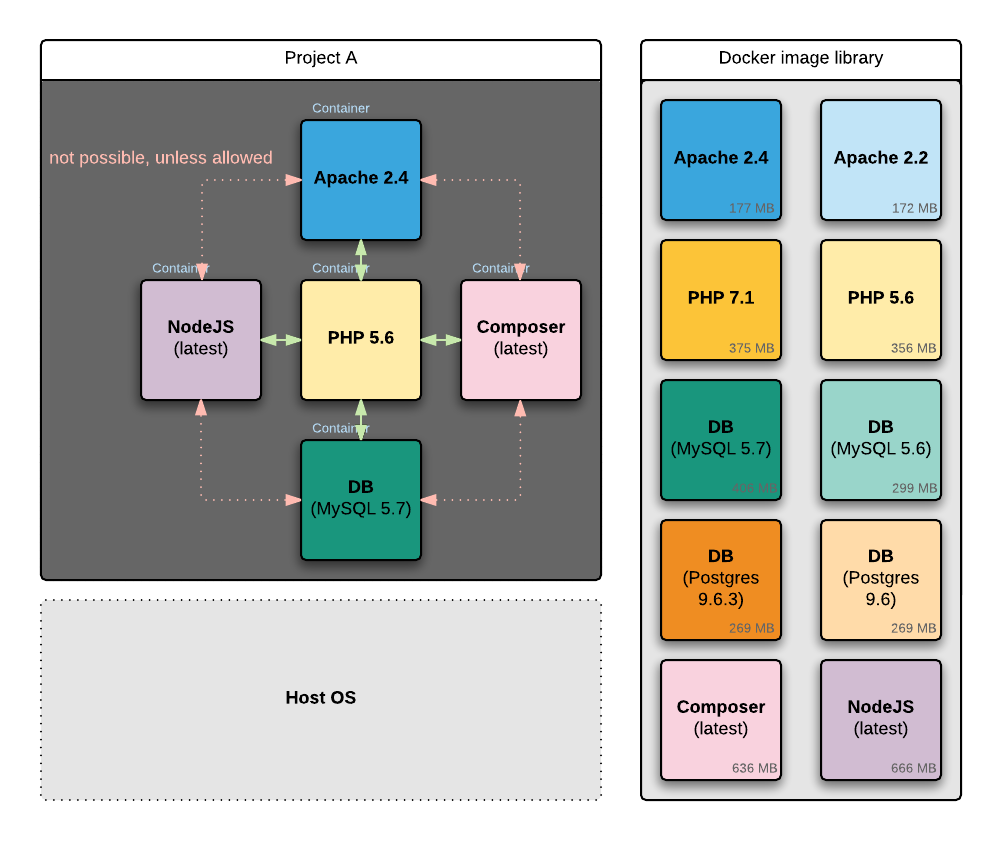 Project A
Container
not possible, unless allowed
Apache 2.4
Container
Container
Container
NodeJS
(latest)
PHP 5.6
Composer
(latest)
Container
DB
(MySQL 5.7)
Host OS
Docker image library
Apache 2.4
177 MB
Apache 2.2
172 MB
PHP 7.1
375 MB
PHP 5.6
356 MB
DB
(MySQL 5.7)
MB
DB
(MySQL 5.6)
299 MB
DB
(Postgres
9.6.3)
269 MB
DB
(Postgres
9.6)
269 MB
Composer
(latest)
636 MB
NodeJS
(latest)
666 MB